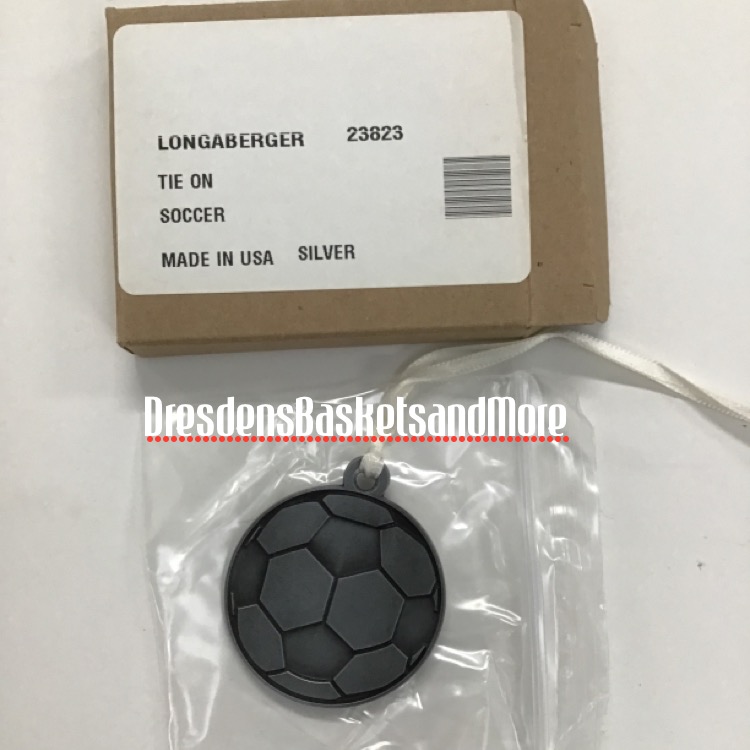 LONGABERGER 23823
TIE ON
SOCCER
MADE IN USA SILVER
DresdensBasketsandMore